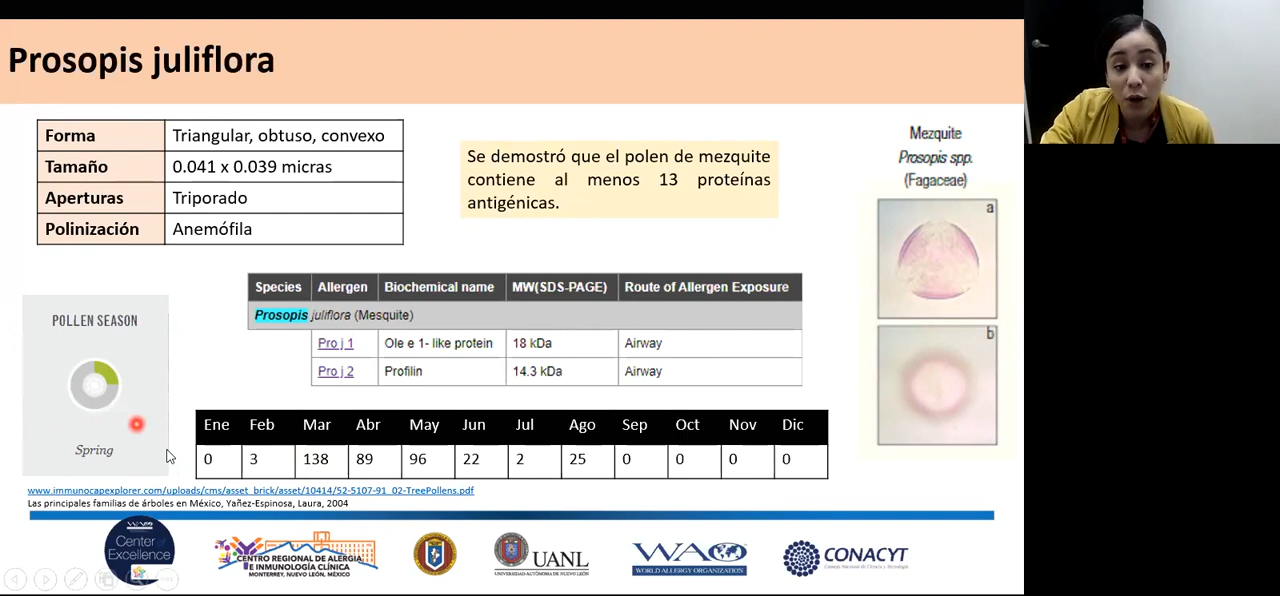 Prosopis juliflora
Forma Triangular, obtuso, convexo
Tamaño 0.041 x 0.039 micras
Aperturas Triporado
Polinización Anemófila
Se demostró que el polen de mezquite
contiene al menos 13 proteínas
antigénicas.
Mezquite
Prosopis spp.
(Fagaceae)
a
b
Species Allergen Biochemical name MW(SDS-PAGE) Route of Allergen Exposure
Prosopis juliflora (Mesquite)
Pro j 1 Ole e 1- like protein 18 kDa Airway
Pro j 2 Profilin 14.3 kDa Airway
POLLEN SEASON
Spring
Ene Feb Mar Abr May Jun Jul Ago Sep Oct Nov Dic
0 3 138 89 96 22 2 25 0 0 0 0
www.immunocapexplorer.com/uploads/cms/asset_brick/asset/10414/52-5107-91_02-TreePollens.pdf
Las principales familias de árboles en México, Yañez-Espinosa, Laura, 2004
WAO
Center of
Excellence
CENTRO REGIONAL DE ALERGIA
E INMUNOLOGÍA CLÍNICA
MONTERREY, NUEVO LEÓN, MÉXICO
UANL
UNIVERSIDAD AUTÓNOMA DE NUEVO LEÓN
WAO
WORLD ALLERGY ORGANIZATION
CONACYT
Consejo Nacional de Ciencia y Tecnología